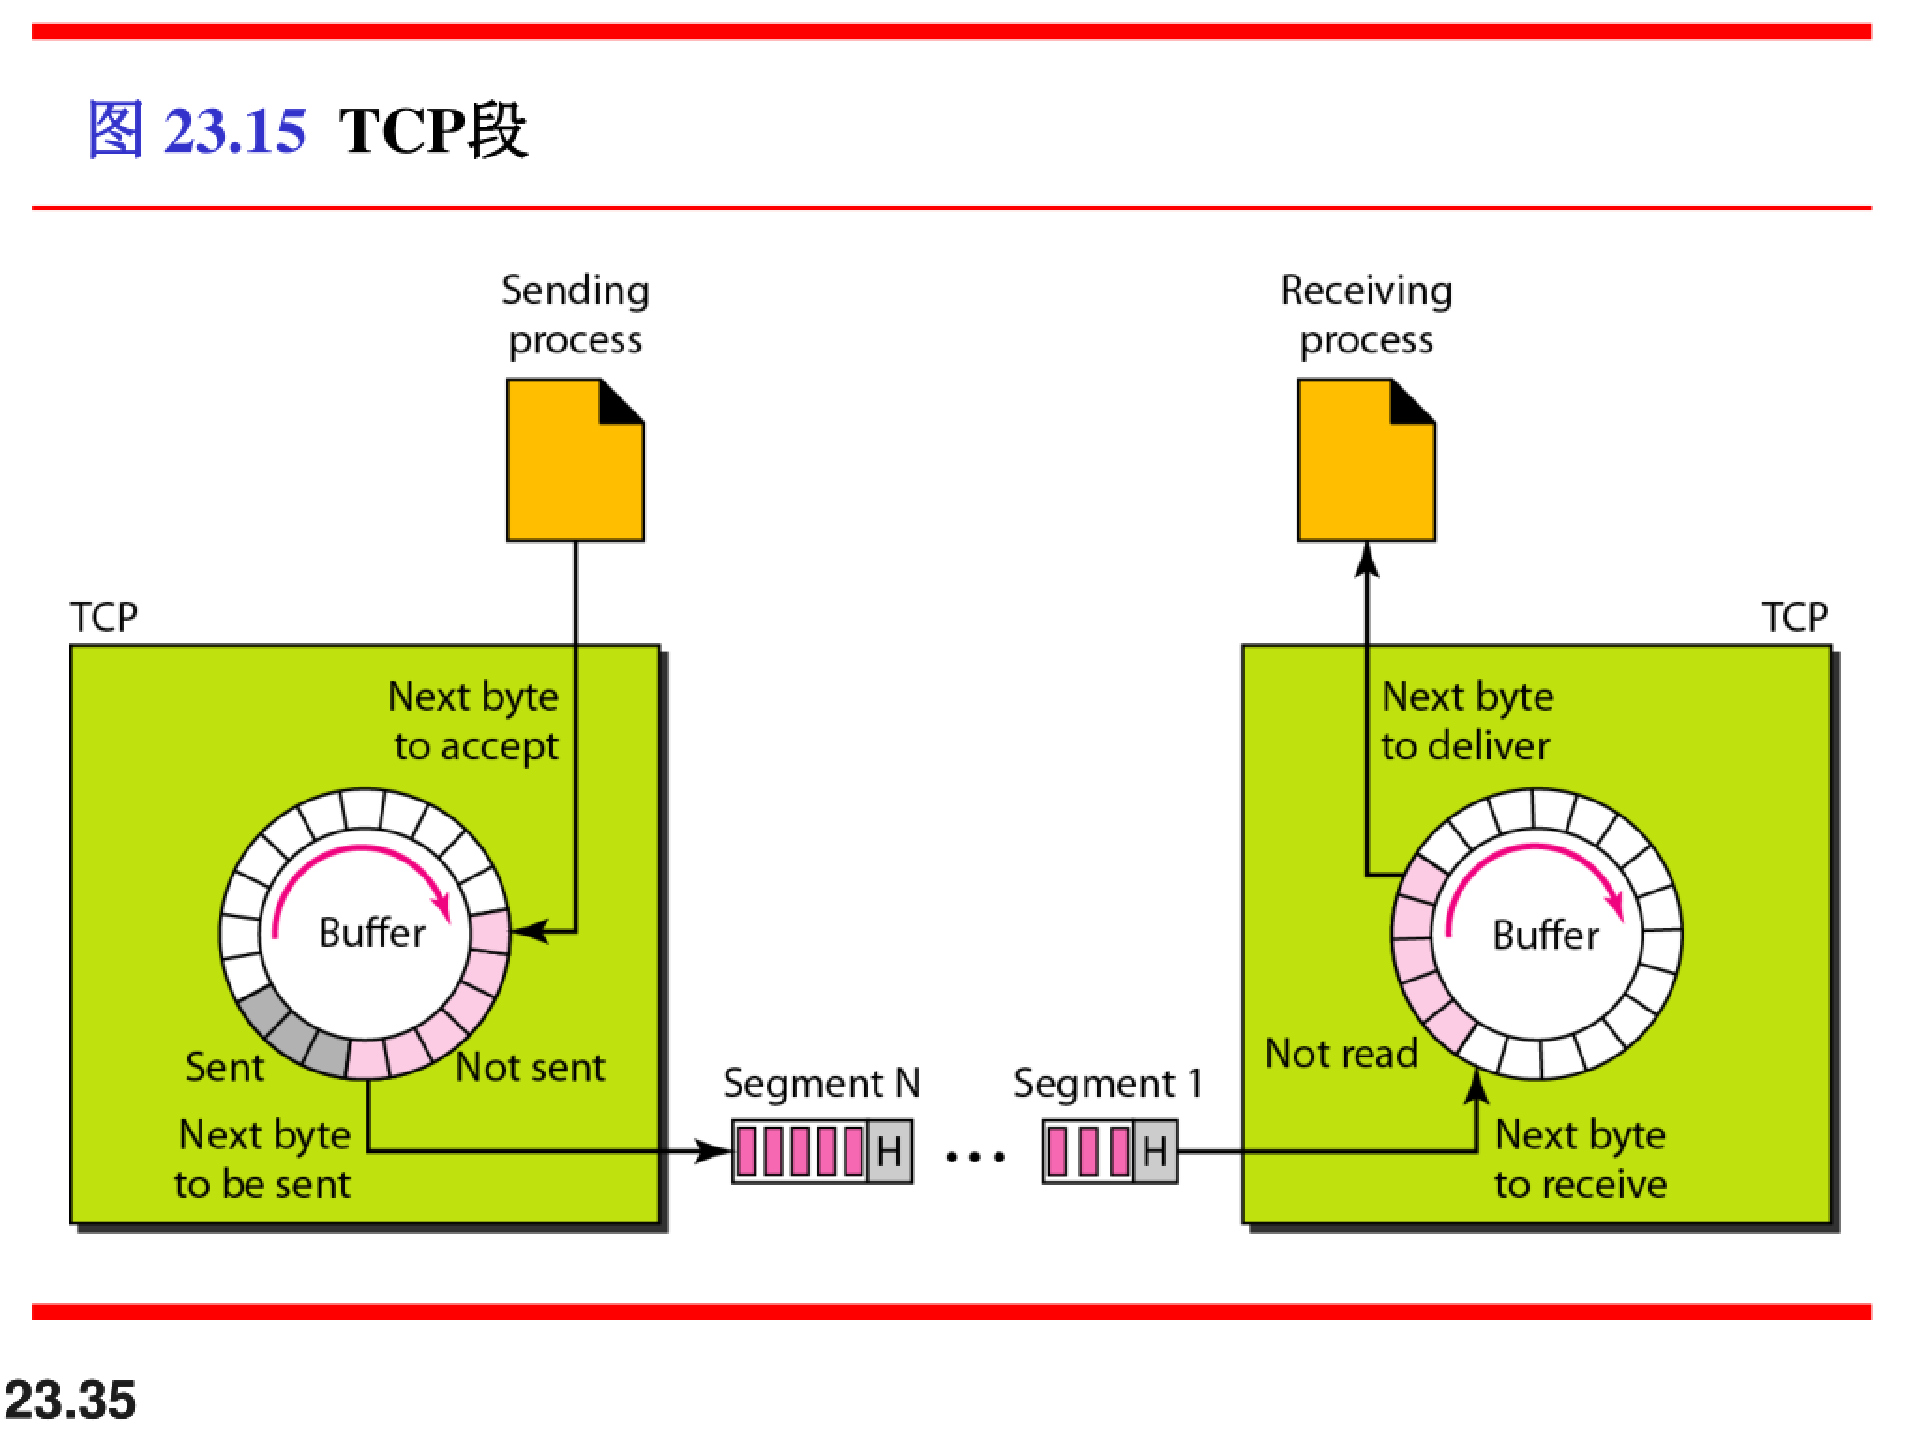 图 23.15 TCP段
Sending
process
Receiving
process
TCP
TCP
Next byte
to accept
Next byte
to deliver
Buffer
Buffer
Sent
Not sent
Next byte
to be sent
Segment N
H
...
Segment 1
H
Not read
Next byte
to receive
23.35